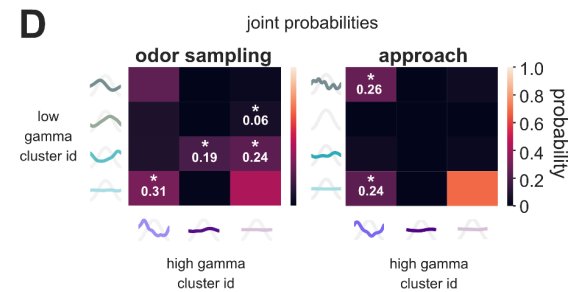 D
joint probabilities
odor sampling
approach
low
gamma
cluster id
*
0.06
*
0.19
*
0.24
*
0.31
*
0.26
*
0.24
1.0
0.8
0.6
0.4
0.2
0
probability
high gamma
cluster id
high gamma
cluster id